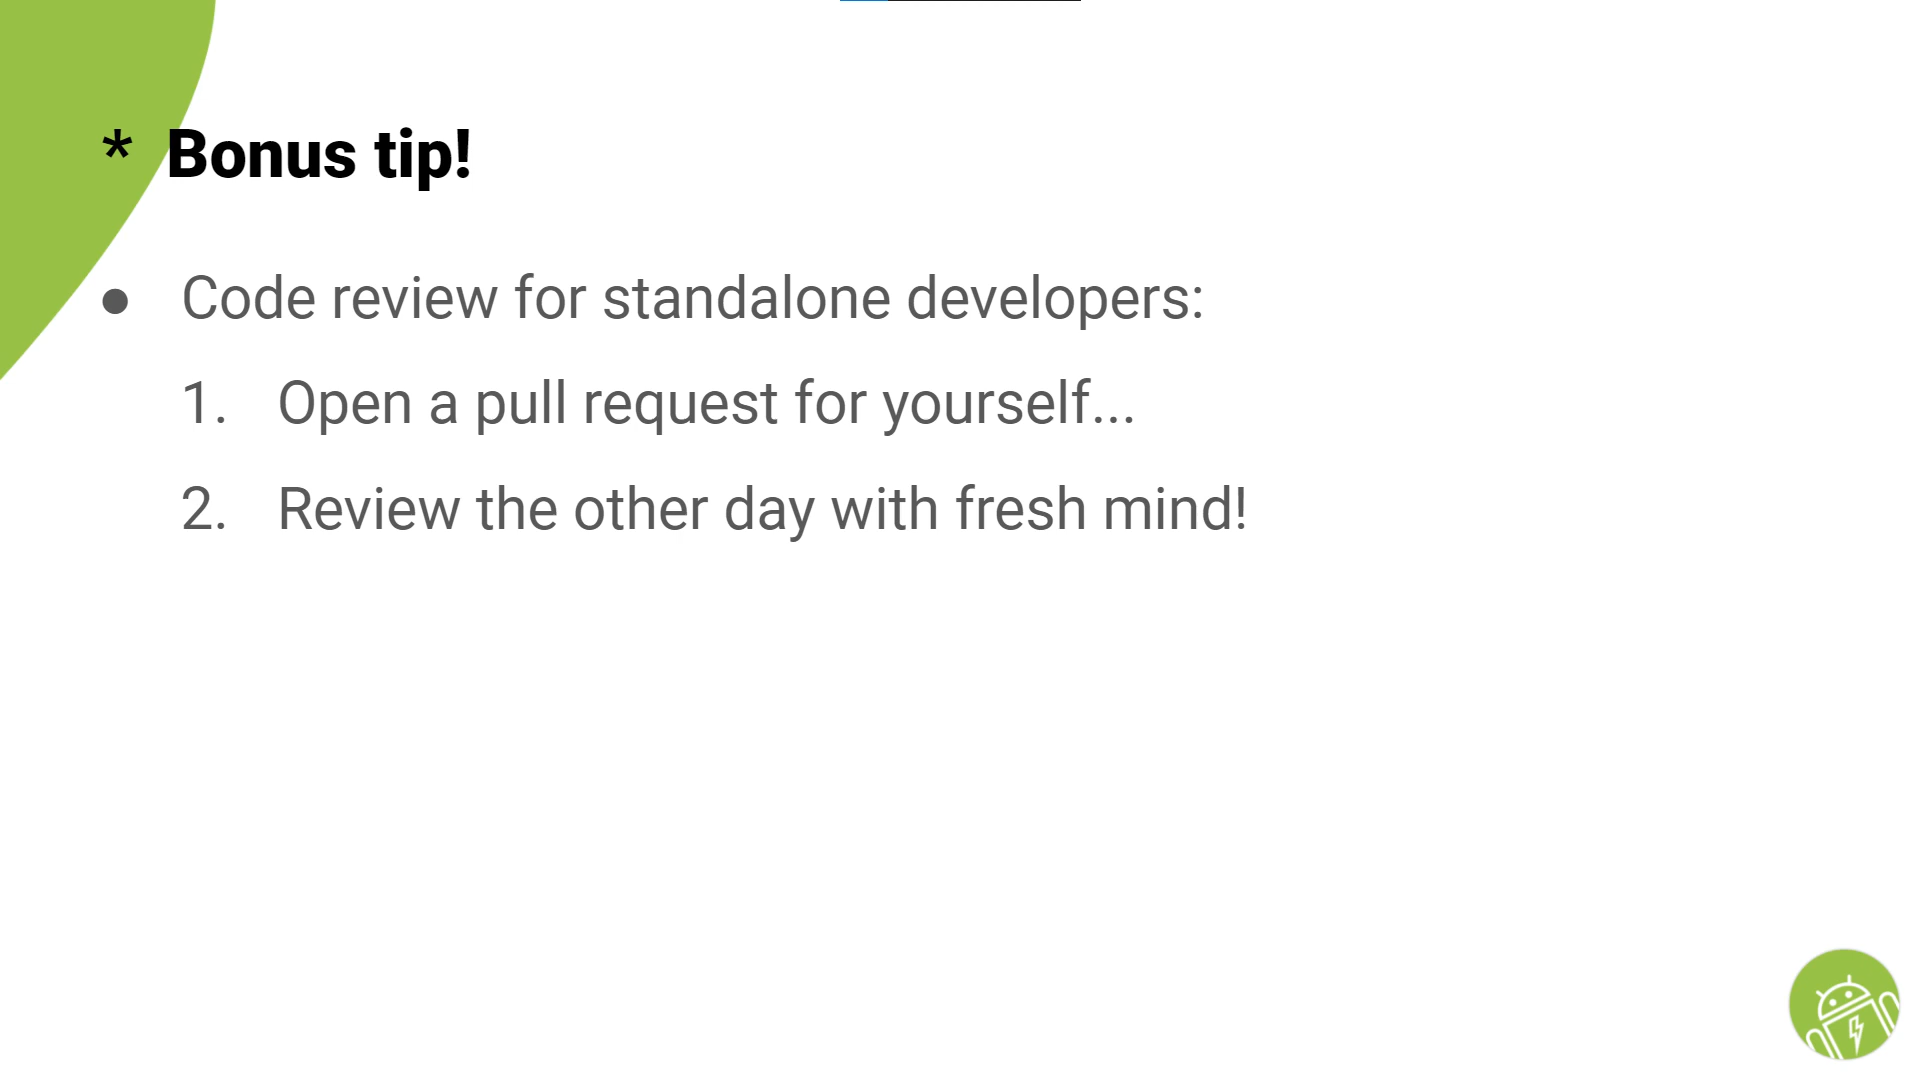 * Bonus tip!
● Code review for standalone developers:
1. Open a pull request for yourself...
2. Review the other day with fresh mind!